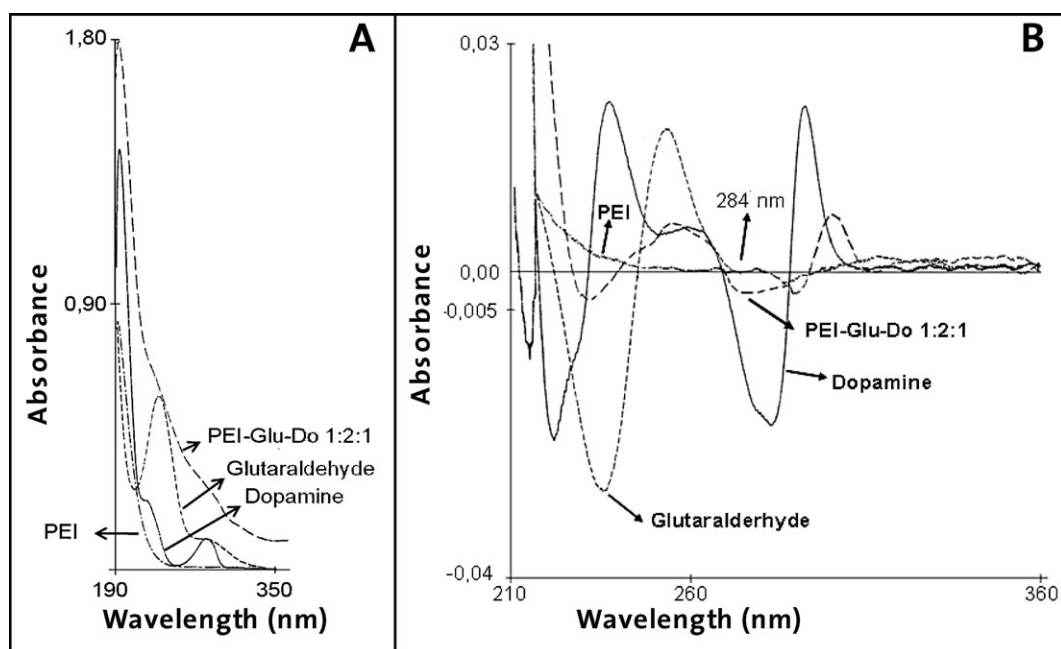 A
1,80
0,90
Absorbance
PEI-Glu-Do 1:2:1
Glutaraldehyde
Dopamine
PEI
190
350
Wavelength (nm)
B
0,03
0,00
-0,005
-0,04
Absorbance
PEI
284 nm
PEI-Glu-Do 1:2:1
Dopamine
Glutaralderhyde
210
260
360
Wavelength (nm)